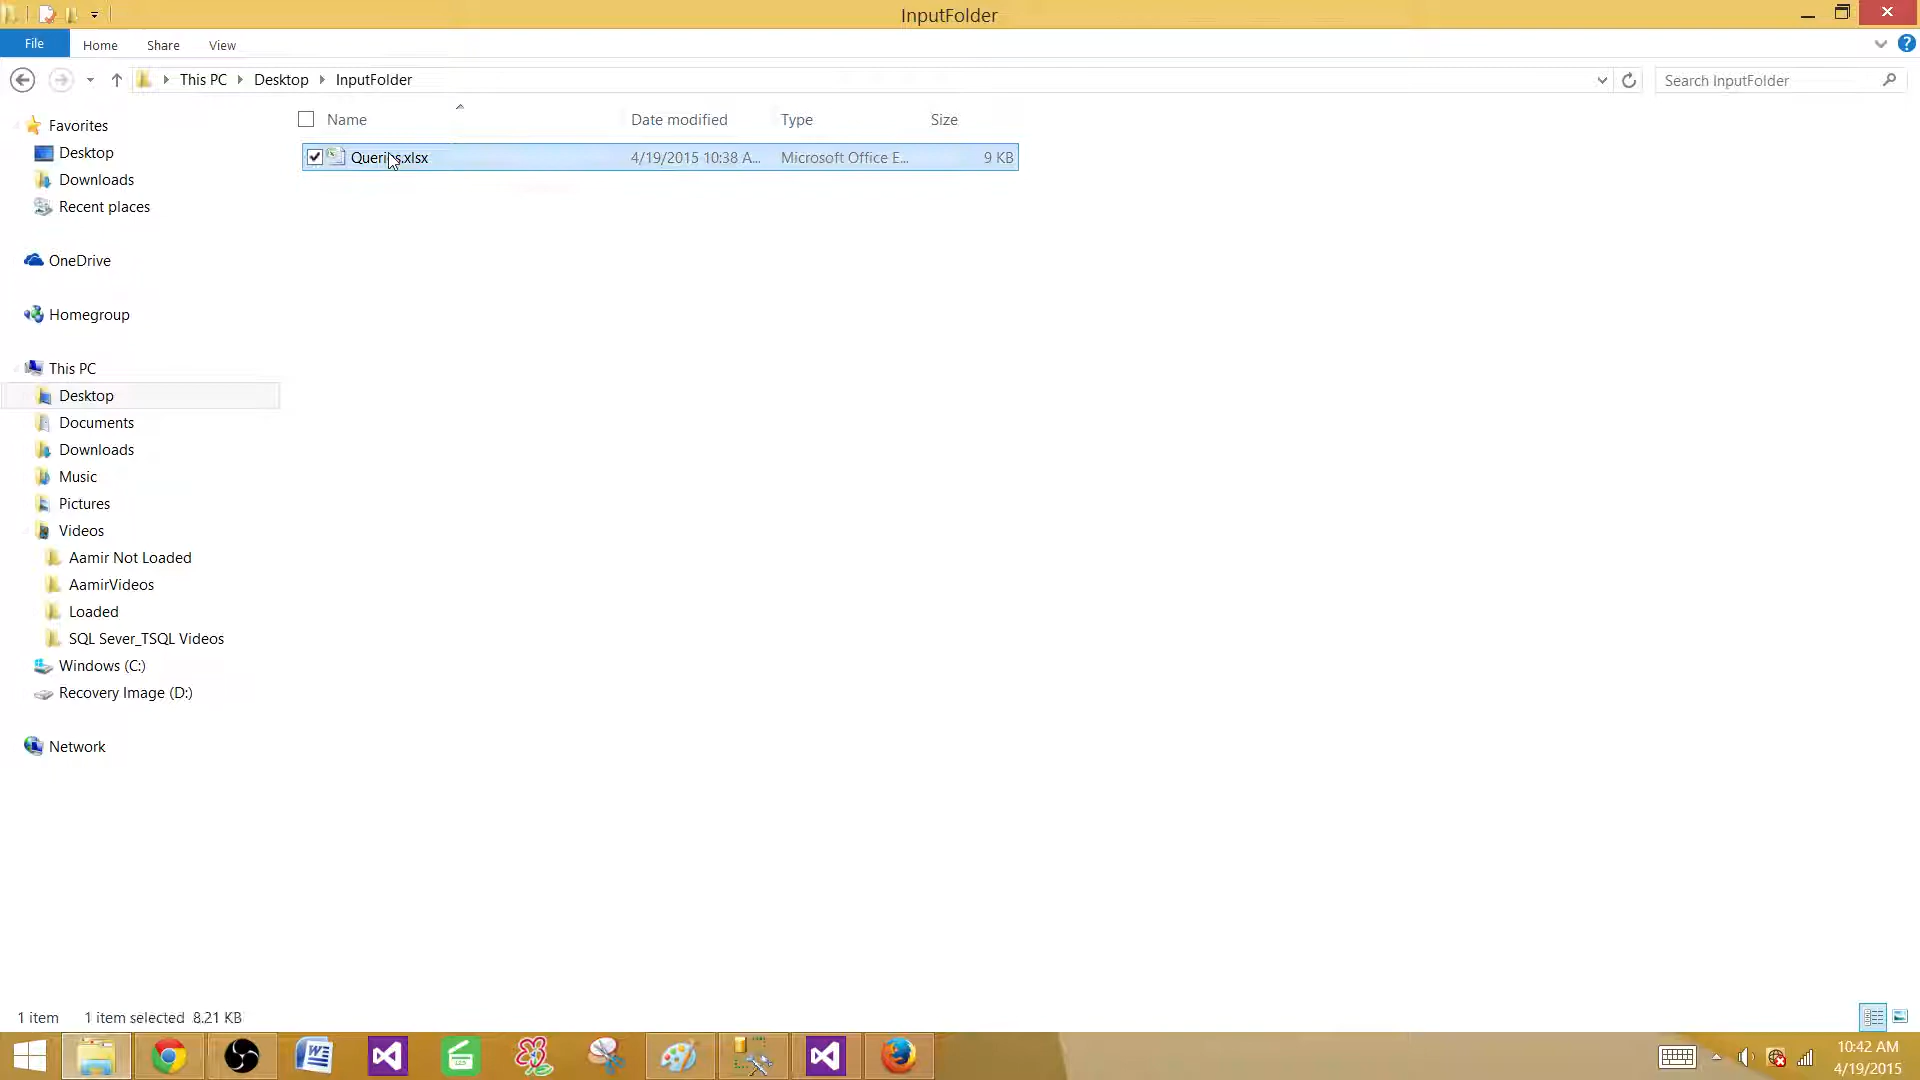 InputFolder
File Home Share View
This PC Desktop InputFolder
Search InputFolder
Name Date modified Type Size
Queries.xlsx 4/19/2015 10:38 A... Microsoft Office E... 9 KB
Favorites
Desktop
Downloads
Recent places
OneDrive
Homegroup
This PC
Desktop
Documents
Downloads
Music
Pictures
Videos
Aamir Not Loaded
AamirVideos
Loaded
SQL Sever_TSQL Videos
Windows (C:)
Recovery Image (D:)
Network
1 item 1 item selected 8.21 KB
10:42 AM
4/19/2015